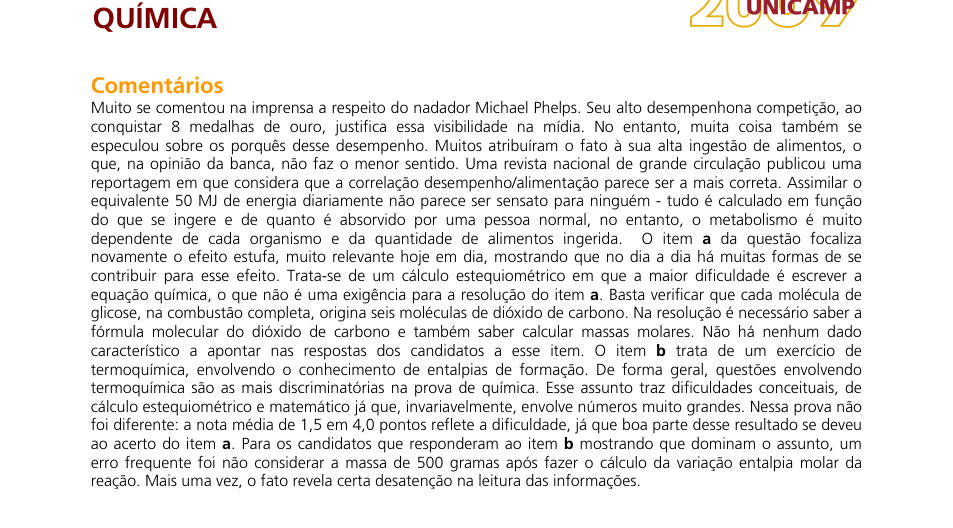 QUÍMICA
2009
UNICAMP
Comentários
Muito se comentou na imprensa a respeito do nadador Michael Phelps. Seu alto desempenhona competição, ao
conquistar 8 medalhas de ouro, justifica essa visibilidade na mídia. No entanto, muita coisa também se
especulou sobre os porquês desse desempenho. Muitos atribuíram o fato à sua alta ingestão de alimentos, o
que, na opinião da banca, não faz o menor sentido. Uma revista nacional de grande circulação publicou uma
reportagem em que considera que a correlação desempenho/alimentação parece ser a mais correta. Assimilar o
equivalente 50 MJ de energia diariamente não parece ser sensato para ninguém - tudo é calculado em função
do que se ingere e de quanto é absorvido por uma pessoa normal, no entanto, o metabolismo é muito
dependente de cada organismo e da quantidade de alimentos ingerida. O item a da questão focaliza
novamente o efeito estufa, muito relevante hoje em dia, mostrando que no dia a dia há muitas formas de se
contribuir para esse efeito. Trata-se de um cálculo estequiométrico em que a maior dificuldade é escrever a
equação química, o que não é uma exigência para a resolução do item a. Basta verificar que cada molécula de
glicose, na combustão completa, origina seis moléculas de dióxido de carbono. Na resolução é necessário saber a
fórmula molecular do dióxido de carbono e também saber calcular massas molares. Não há nenhum dado
característico a apontar nas respostas dos candidatos a esse item. O item b trata de um exercício de
termoquímica, envolvendo o conhecimento de entalpias de formação. De forma geral, questões envolvendo
termoquímica são as mais discriminatórias na prova de química. Esse assunto traz dificuldades conceituais, de
cálculo estequiométrico e matemático já que, invariavelmente, envolve números muito grandes. Nessa prova não
foi diferente: a nota média de 1,5 em 4,0 pontos reflete a dificuldade, já que boa parte desse resultado se deveu
ao acerto do item a. Para os candidatos que responderam ao item b mostrando que dominam o assunto, um
erro frequente foi não considerar a massa de 500 gramas após fazer o cálculo da variação entalpia molar da
reação. Mais uma vez, o fato revela certa desatenção na leitura das informações.